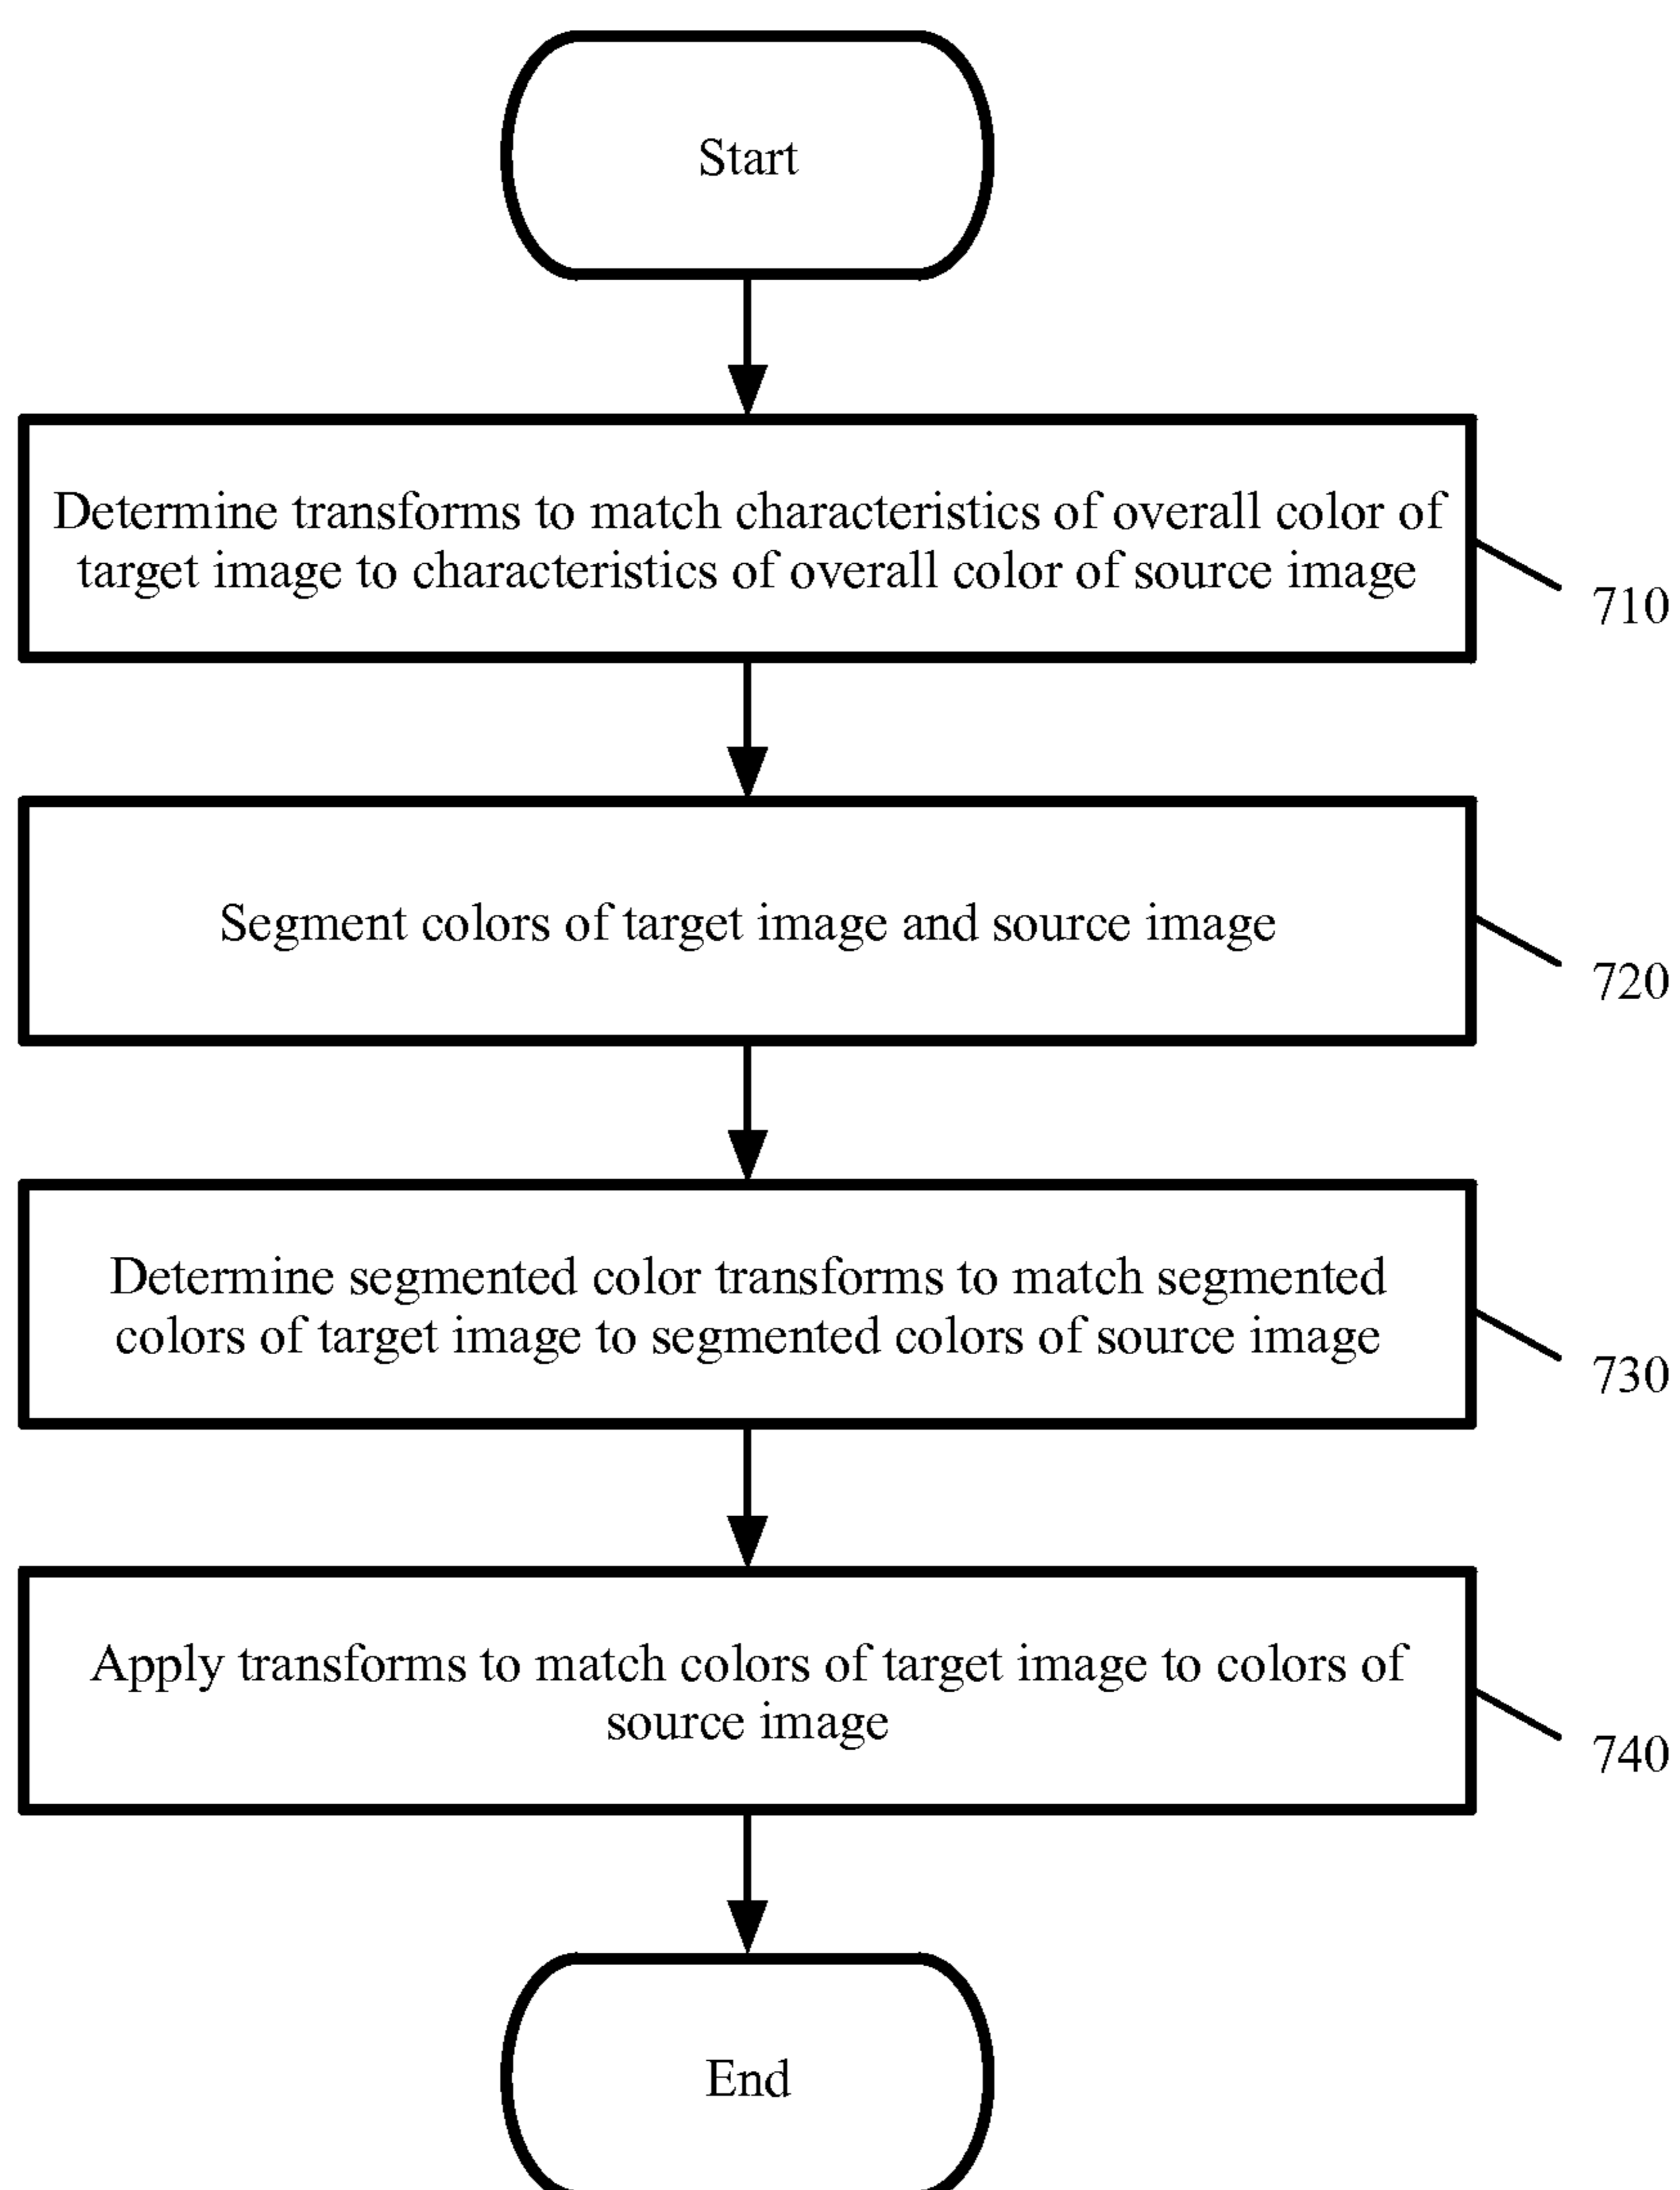 Start
Determine transforms to match characteristics of overall color of
target image to characteristics of overall color of source image
710
Segment colors of target image and source image
720
Determine segmented color transforms to match segmented
colors of target image to segmented colors of source image
730
Apply transforms to match colors of target image to colors of
source image
740
End